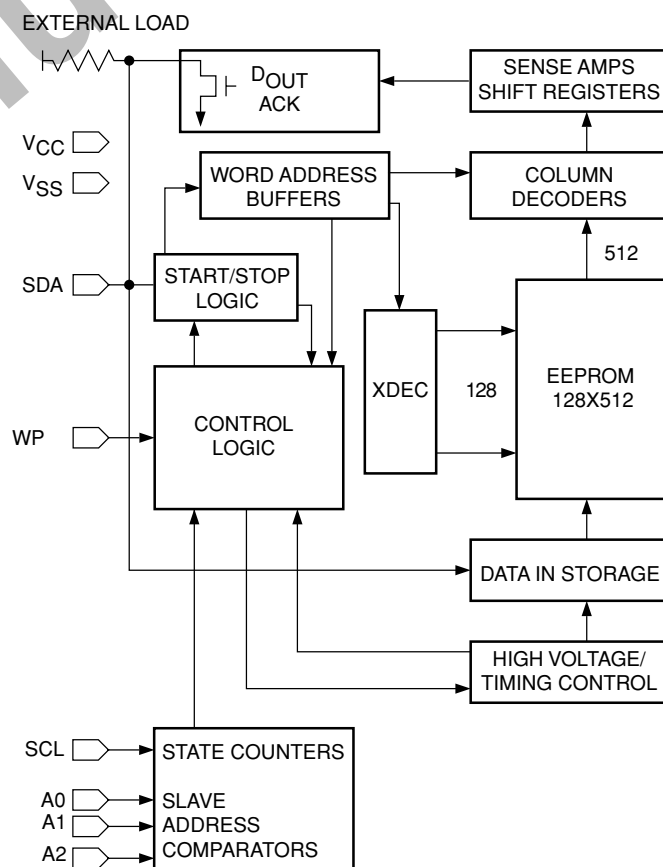 EXTERNAL LOAD
DOUT
ACK
SENSE AMPS
SHIFT REGISTERS
VCC
VSS
WORD ADDRESS
BUFFERS
COLUMN
DECODERS
512
SDA
START/STOP
LOGIC
XDEC
128
EEPROM
128X512
WP
CONTROL
LOGIC
DATA IN STORAGE
HIGH VOLTAGE/
TIMING CONTROL
SCL
STATE COUNTERS
A0
SLAVE
A1
ADDRESS
A2
COMPARATORS